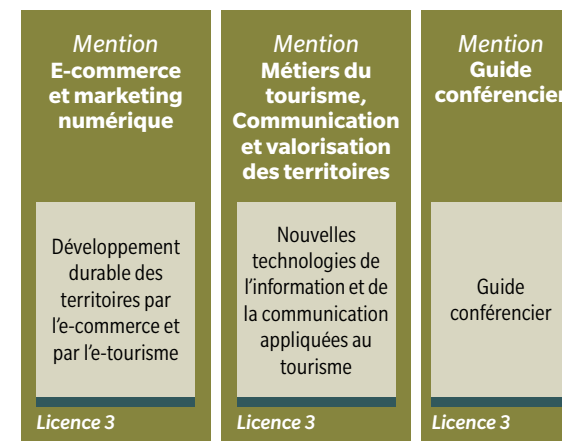 Mention
E-commerce
et marketing
numérique
Développement
durable des
territoires par
l'e-commerce et
par l'e-tourisme
Licence 3
Mention
Métiers du
tourisme,
Communication
et valorisation
des territoires
Nouvelles
technologies de
l'information et de
la communication
appliquées au
tourisme
Licence 3
Mention
Guide
conférencier
Guide
conférencier
Licence 3